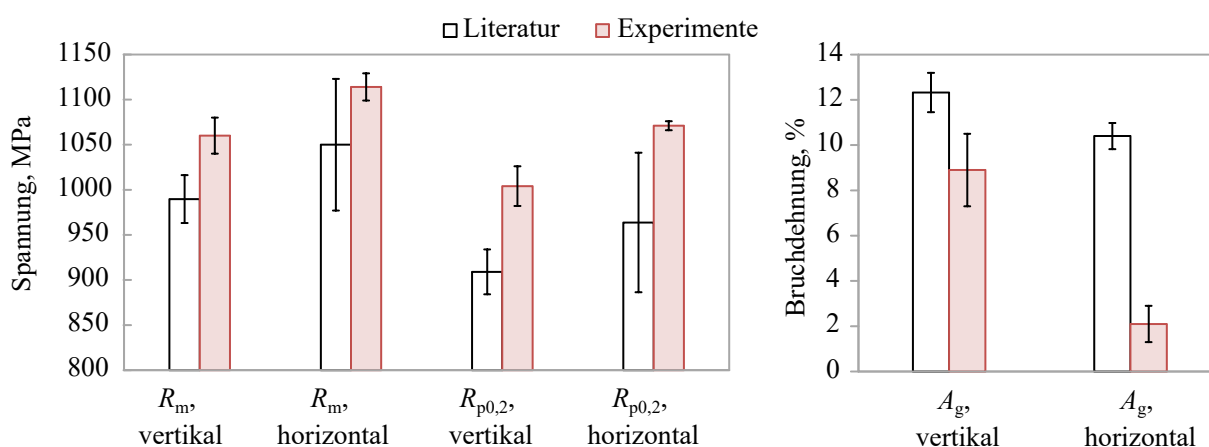 Literatur Experimente
Spannung, MPa
1150
1100
1050
1000
950
900
850
800
Rm,
vertikal
Rm,
horizontal
Rp0,2,
vertikal
Rp0,2,
horizontal
Bruchdehnung, %
14
12
10
8
6
4
2
0
Ag,
vertikal
Ag,
horizontal